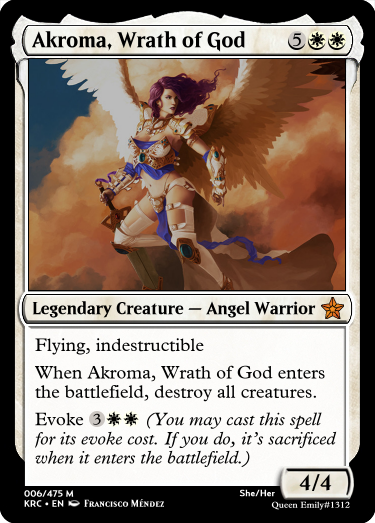 Akroma, Wrath of God 5
Legendary Creature — Angel Warrior
Flying, indestructible
When Akroma, Wrath of God enters
the battlefield, destroy all creatures.
Evoke 3 (You may cast this spell
for its evoke cost. If you do, it's sacrificed
when it enters the battlefield.)
4/4
006/475 M
She/Her
KRC • EN Francisco Méndez
Queen Emily#1312